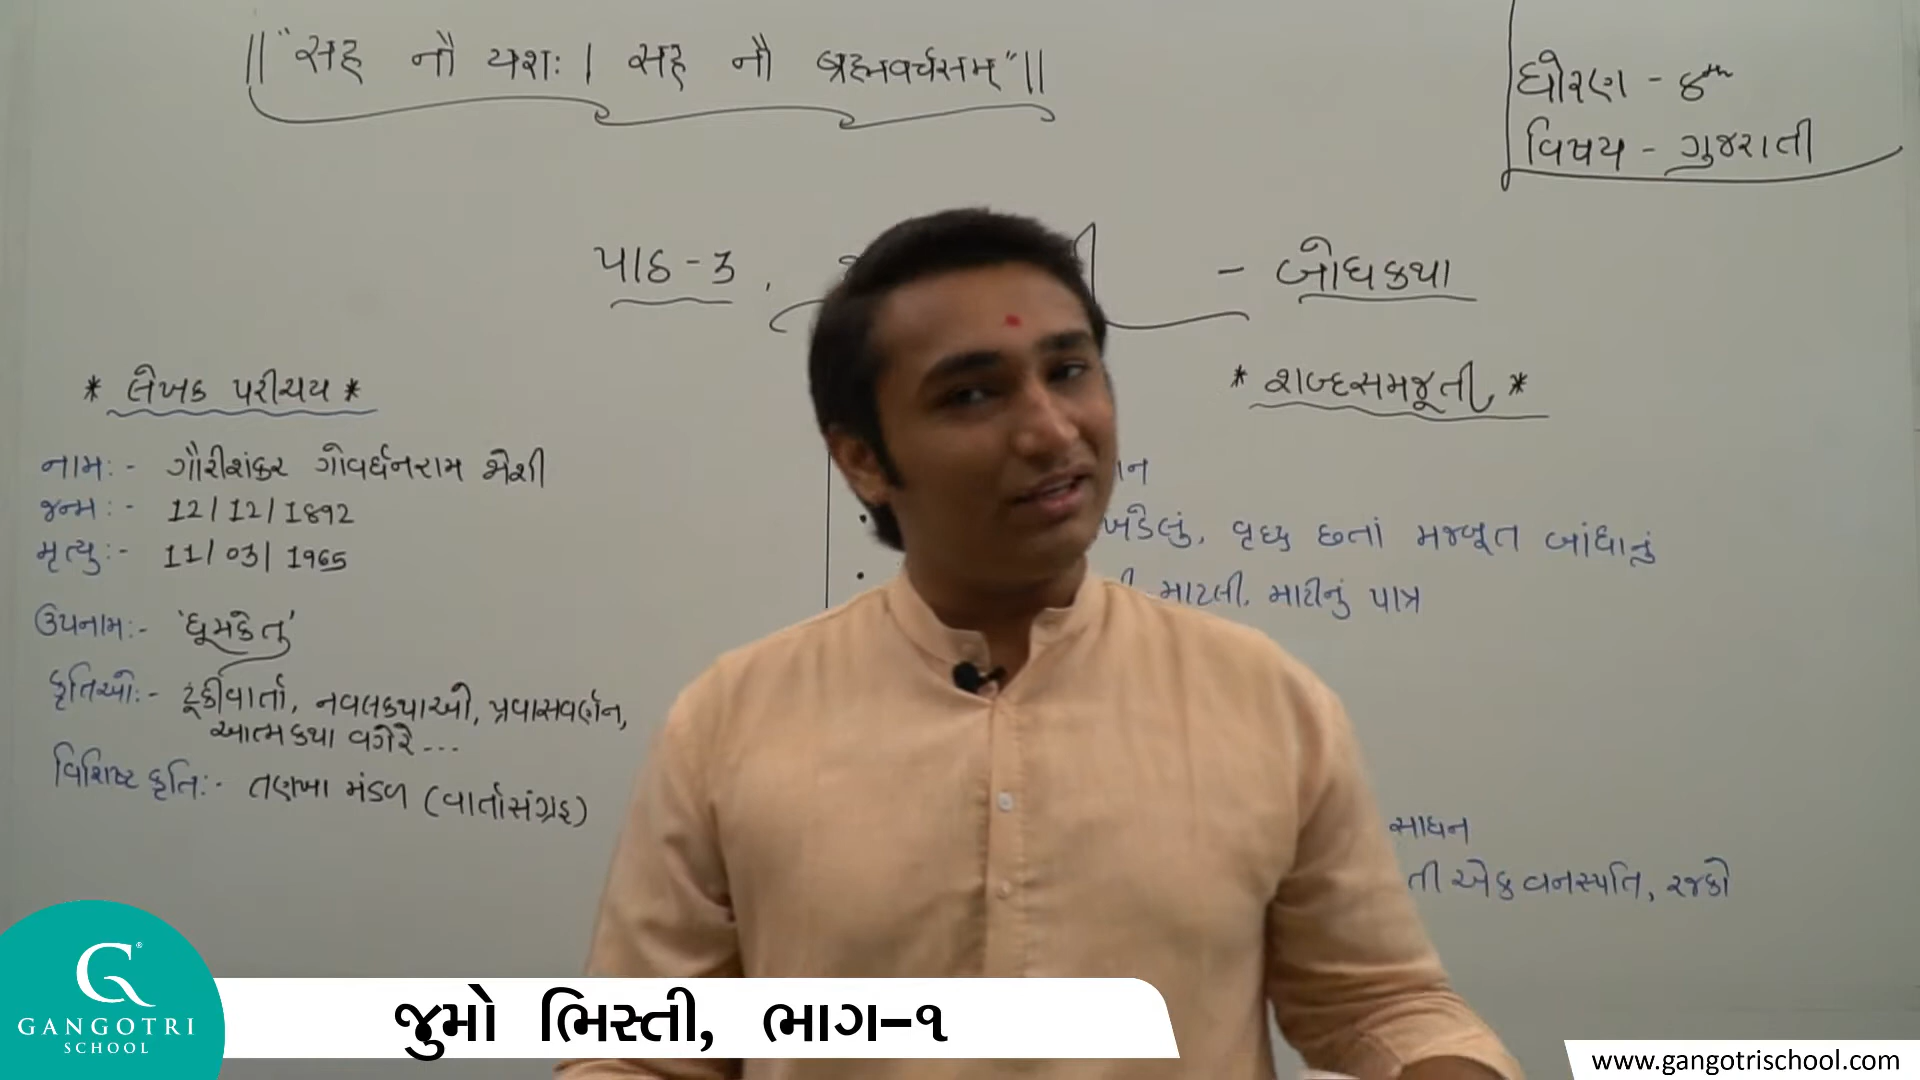 ॥"सह नौ यशः। सह नौ ब्रह्मवर्चसम्"॥
ધોરણ - 8th
વિષય - ગુજરાતી
પાઠ - 3,
- બોધકથા
* લેખક પરીચય *
નામ:- ગૌરીશંકર ગોવર્ધનરામ જોશી
જન્મ:- 12/12/1892
મૃત્યુ:- 11/03/1965
ઉપનામ:- 'ધૂમકેતુ'
કૃતિઓ:- ટૂંકીવાર્તા, નવલકથાઓ, પ્રવાસવર્ણન,
આત્મકથા વગેરે...
વિશિષ્ટ કૃતિ:- તણખા મંડળ (વાર્તાસંગ્રહ)
* શબ્દસમજૂતી *
ખડેલું, વૃદ્ધ છતાં મજબૂત બાંધાનું
માટલી, માટીનું પાત્ર
સાધન
તી એક વનસ્પતિ, રજકો
GANGOTRI
SCHOOL
જુમો ભિસ્તી, ભાગ–૧
www.gangotrischool.com